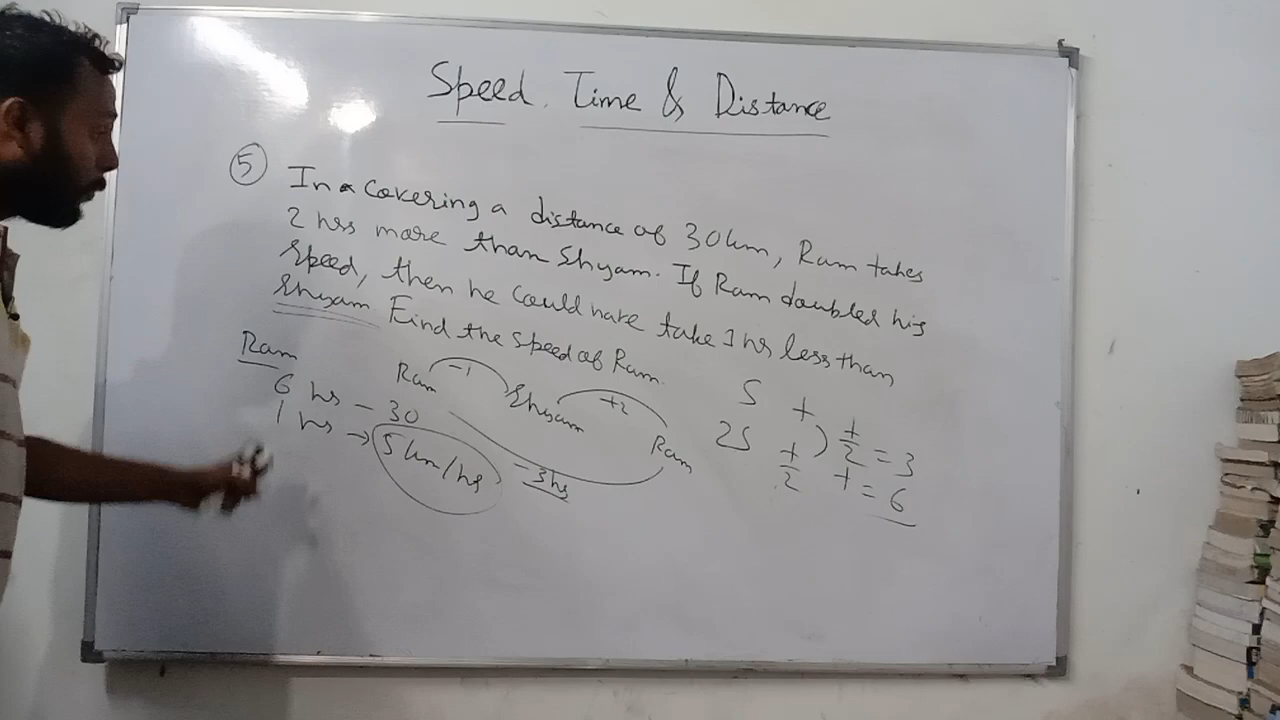 Speed, Time & Distance
5
In a covering a distance of 30km, Ram takes
2 hrs more than Shyam. If Ram doubled his
speed, then he could have take 1 hrs less than
Shyam Find the speed of Ram.
Ram
6 hrs - 30
1 hrs → 5 km/hr
Ram -1 Shyam +2 Ram
-3hs
S t
2S t/2 ) t/2 = 3
t = 6